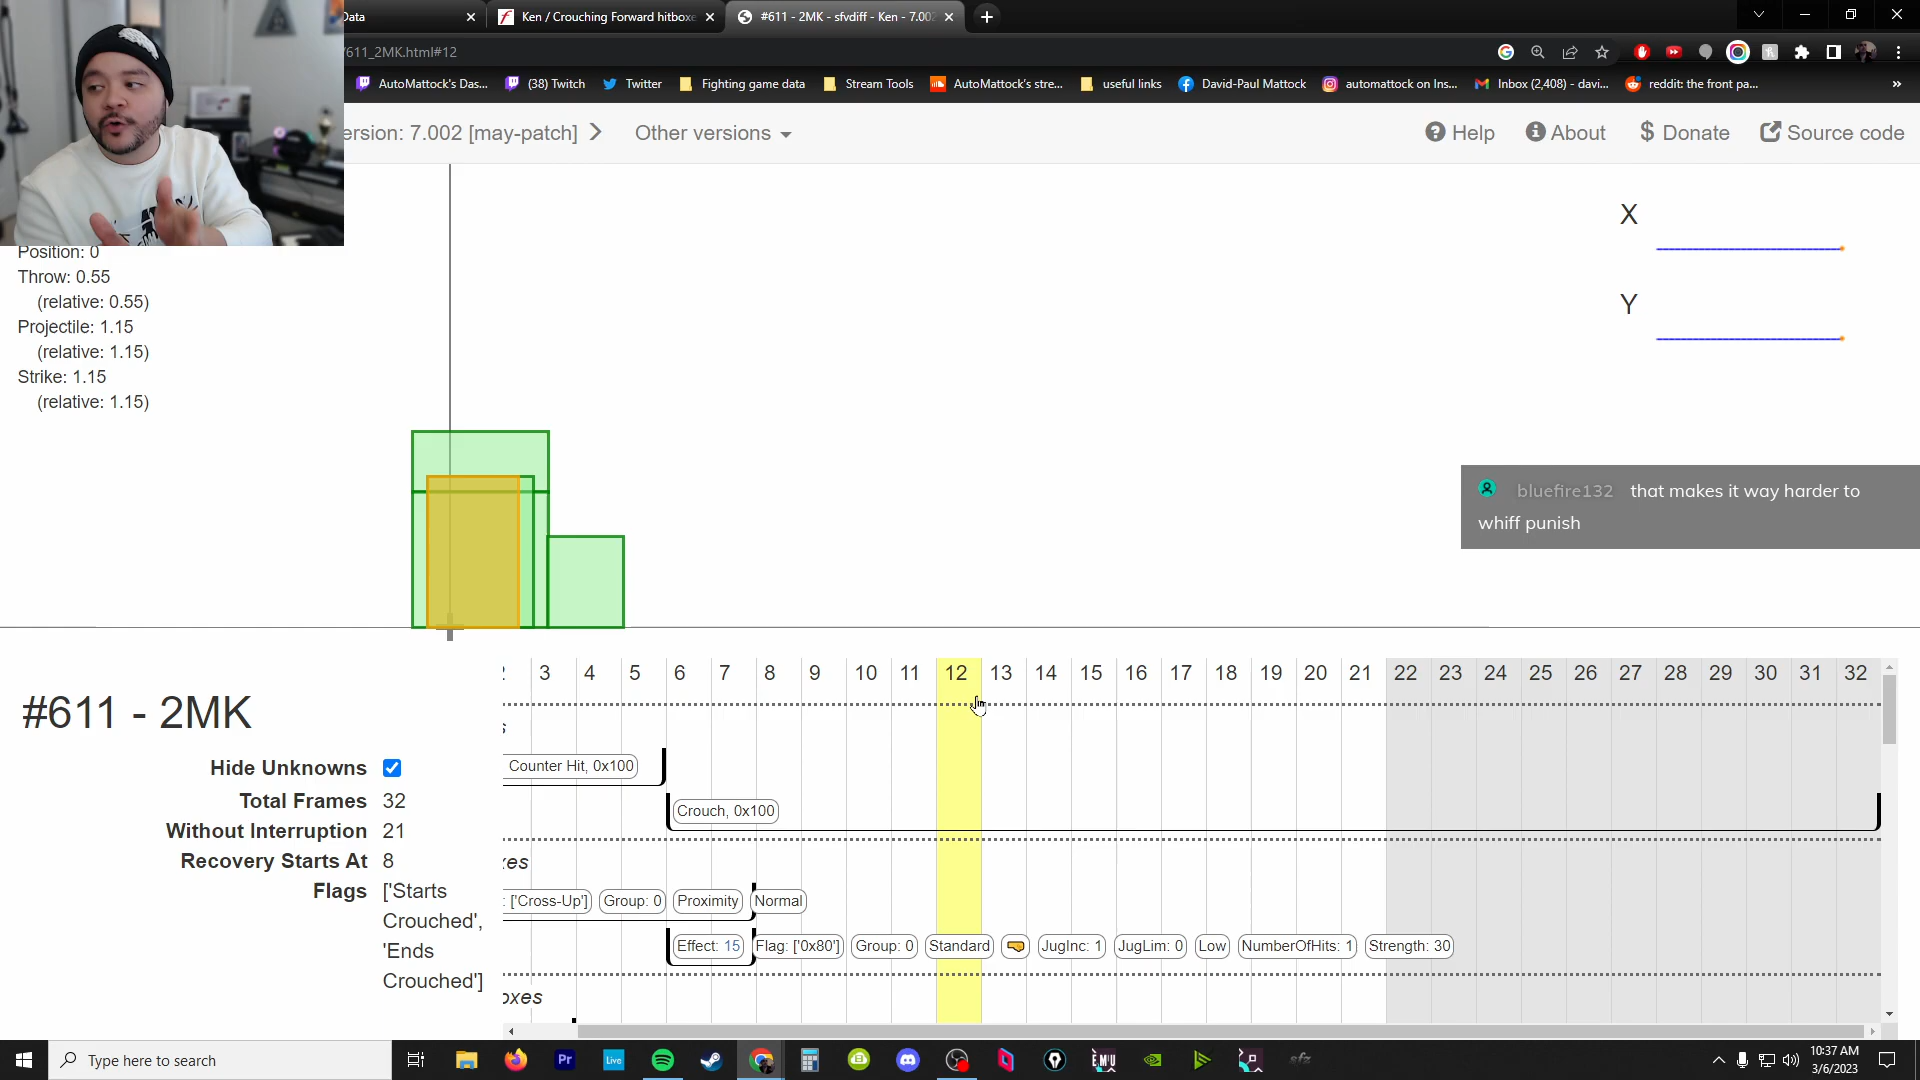 Data
Ken / Crouching Forward hitboxe
#611 - 2MK - sfvdiff - Ken - 7.002
/611_2MK.html#12
AutoMattock's Das...
(38) Twitch
Twitter
Fighting game data
Stream Tools
AutoMattock's stre...
useful links
David-Paul Mattock
automattock on Ins...
Inbox (2,408) - davi...
reddit: the front pa...
»
ersion: 7.002 [may-patch]
Other versions
Help
About
$ Donate
Source code
Position: 0
Throw: 0.55
(relative: 0.55)
Projectile: 1.15
(relative: 1.15)
Strike: 1.15
(relative: 1.15)
X
Y
bluefire132 that makes it way harder to
whiff punish
#611 - 2MK
Hide Unknowns
Total Frames 32
Without Interruption 21
Recovery Starts At 8
Flags ['Starts
Crouched',
'Ends
Crouched']
3 4 5 6 7 8 9 10 11 12 13 14 15 16 17 18 19 20 21 22 23 24 25 26 27 28 29 30 31 32
s
Counter Hit, 0x100
Crouch, 0x100
xes
: ['Cross-Up'] Group: 0 Proximity Normal
Effect: 15 Flag: ['0x80'] Group: 0 Standard JugInc: 1 JugLim: 0 Low NumberOfHits: 1 Strength: 30
oxes
Type here to search
Pr
Live
EMU
sfx
10:37 AM
3/6/2023